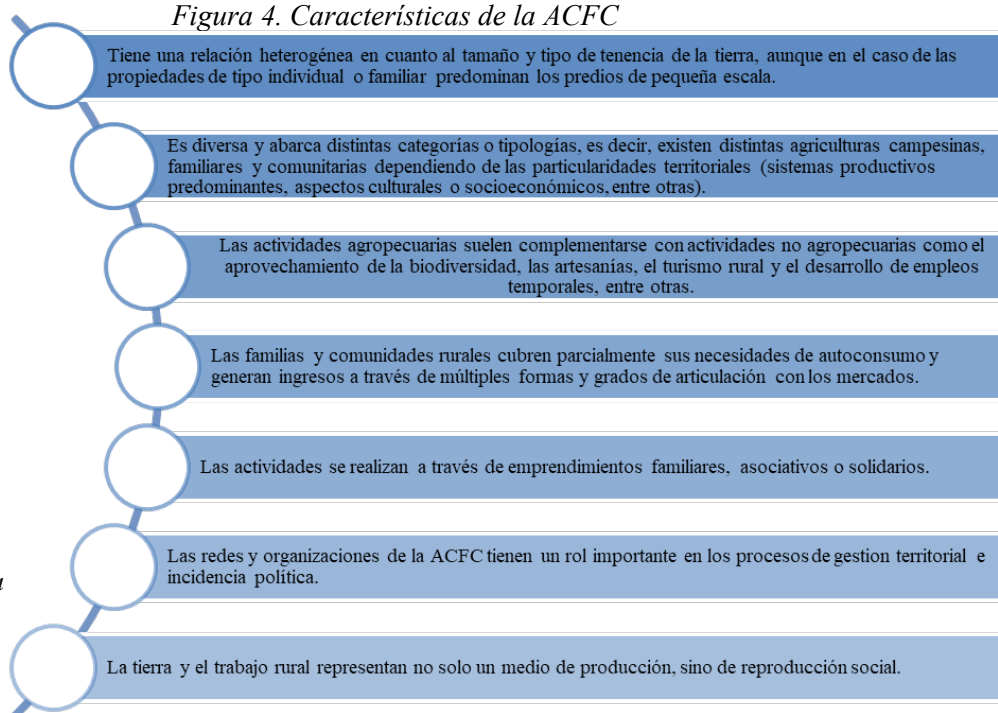 Figura 4. Características de la ACFC
Tiene una relación heterogénea en cuanto al tamaño y tipo de tenencia de la tierra, aunque en el caso de las
propiedades de tipo individual o familiar predominan los predios de pequeña escala.
Es diversa y abarca distintas categorías o tipologías, es decir, existen distintas agriculturas campesinas,
familiares y comunitarias dependiendo de las particularidades territoriales (sistemas productivos
predominantes, aspectos culturales o socioeconómicos, entre otras).
Las actividades agropecuarias suelen complementarse con actividades no agropecuarias como el
aprovechamiento de la biodiversidad, las artesanías, el turismo rural y el desarrollo de empleos
temporales, entre otras.
Las familias y comunidades rurales cubren parcialmente sus necesidades de autoconsumo y
generan ingresos a través de múltiples formas y grados de articulación con los mercados.
Las actividades se realizan a través de emprendimientos familiares, asociativos o solidarios.
Las redes y organizaciones de la ACFC tienen un rol importante en los procesos de gestion territorial e
incidencia política.
La tierra y el trabajo rural representan no solo un medio de producción, sino de reproducción social.